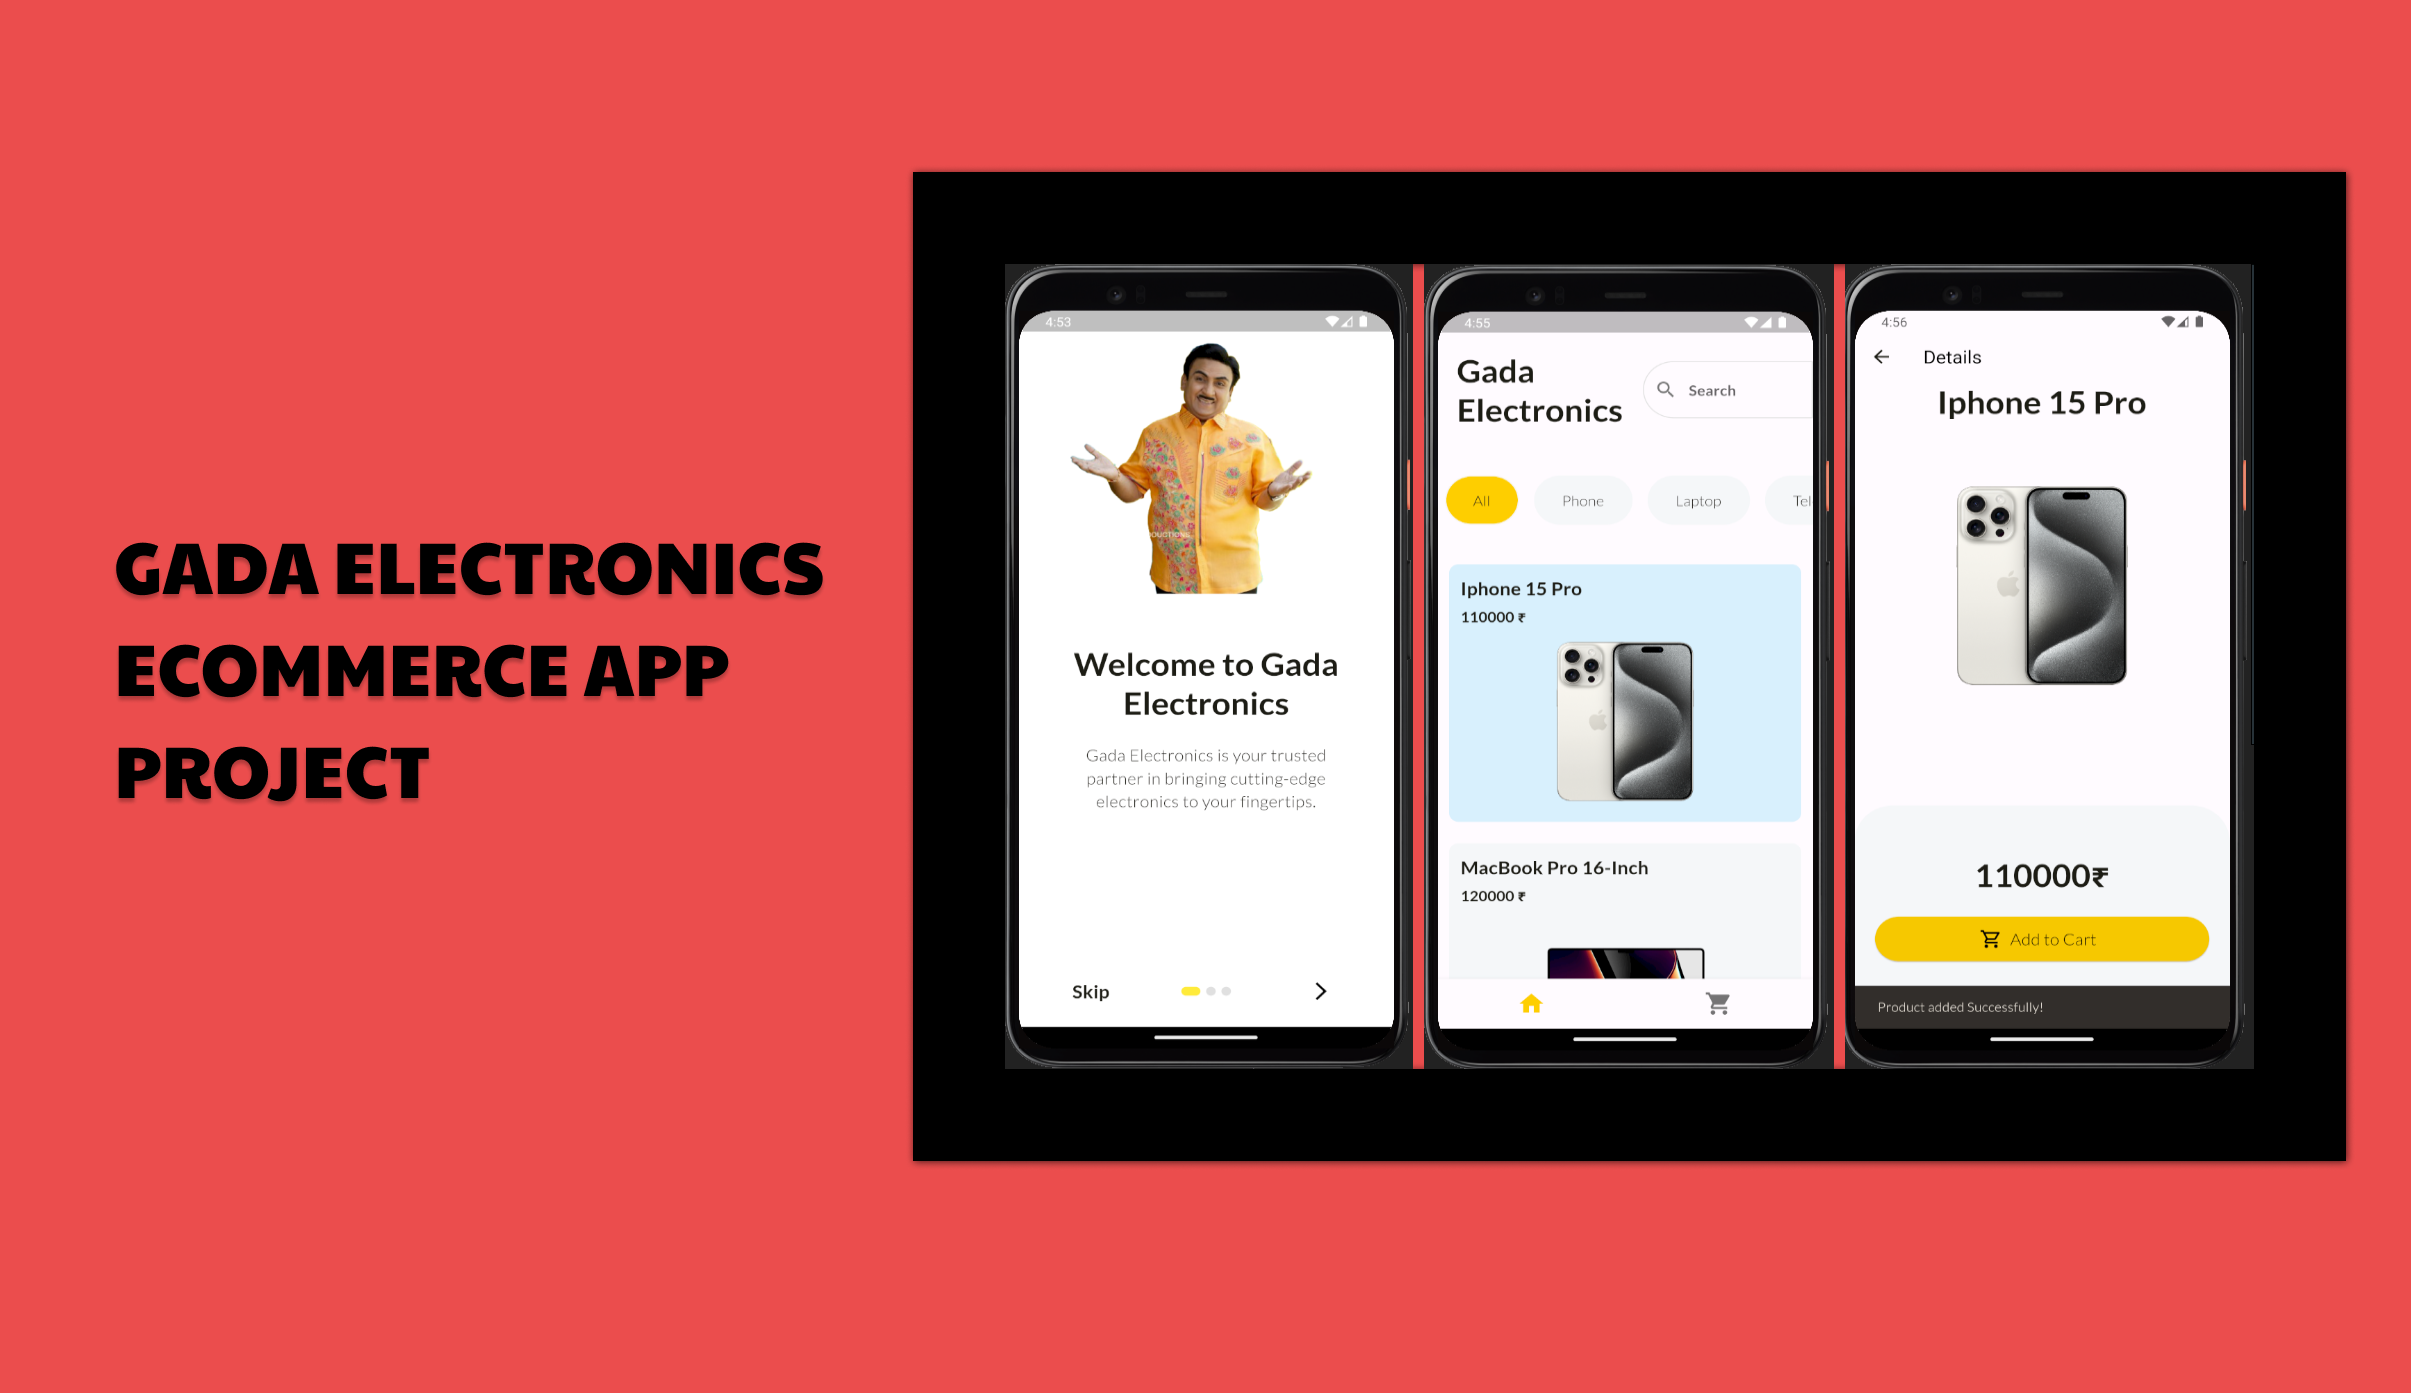 GADA ELECTRONICS
ECOMMERCE APP
PROJECT
4:53
Welcome to Gada
Electronics
Gada Electronics is your trusted
partner in bringing cutting-edge
electronics to your fingertips.
Skip
4:55
Gada
Electronics
Search
All Phone Laptop Tel
Iphone 15 Pro
110000 ₹
MacBook Pro 16-Inch
120000 ₹
4:56
Details
Iphone 15 Pro
110000₹
Add to Cart
Product added Successfully!